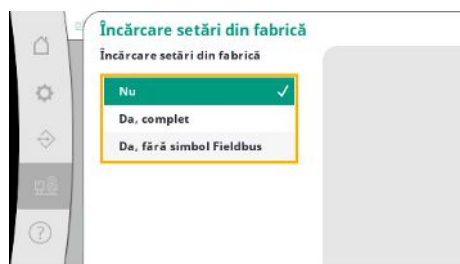 Încărcare setări din fabrică
Încărcare setări din fabrică
Nu
Da, complet
Da, fără simbol Fieldbus